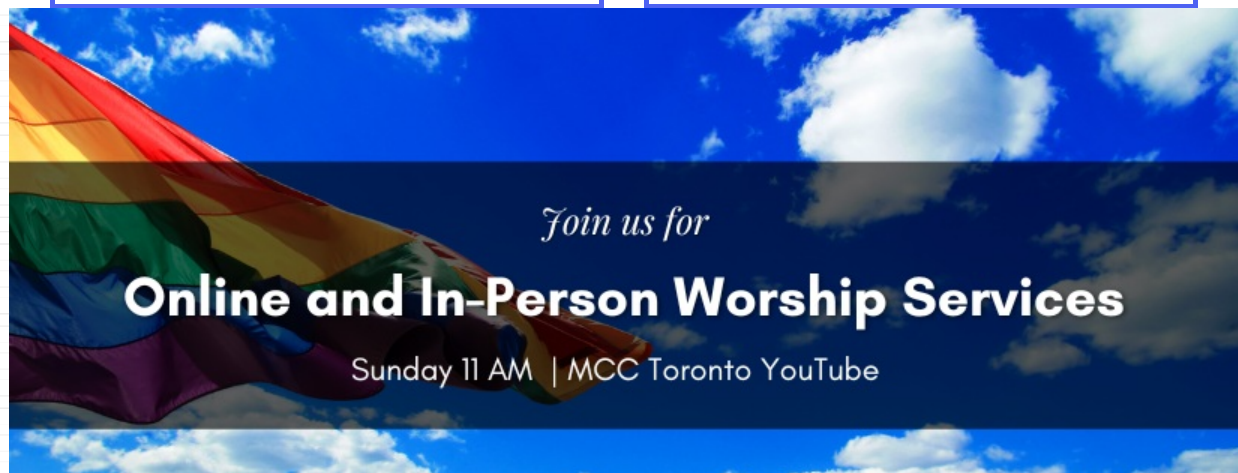 Join us for
Online and In-Person Worship Services
Sunday 11 AM | MCC Toronto YouTube